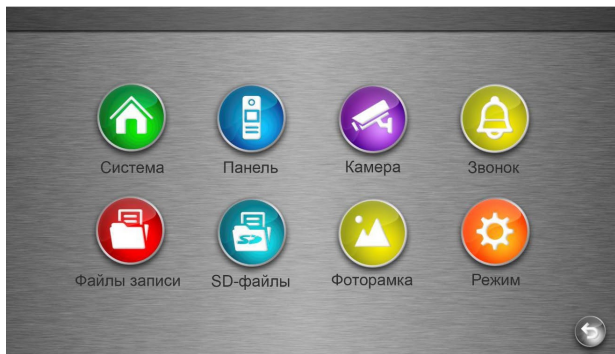 Система
Панель
Камера
Звонок
Файлы записи
SD-файлы
Фоторамка
Режим